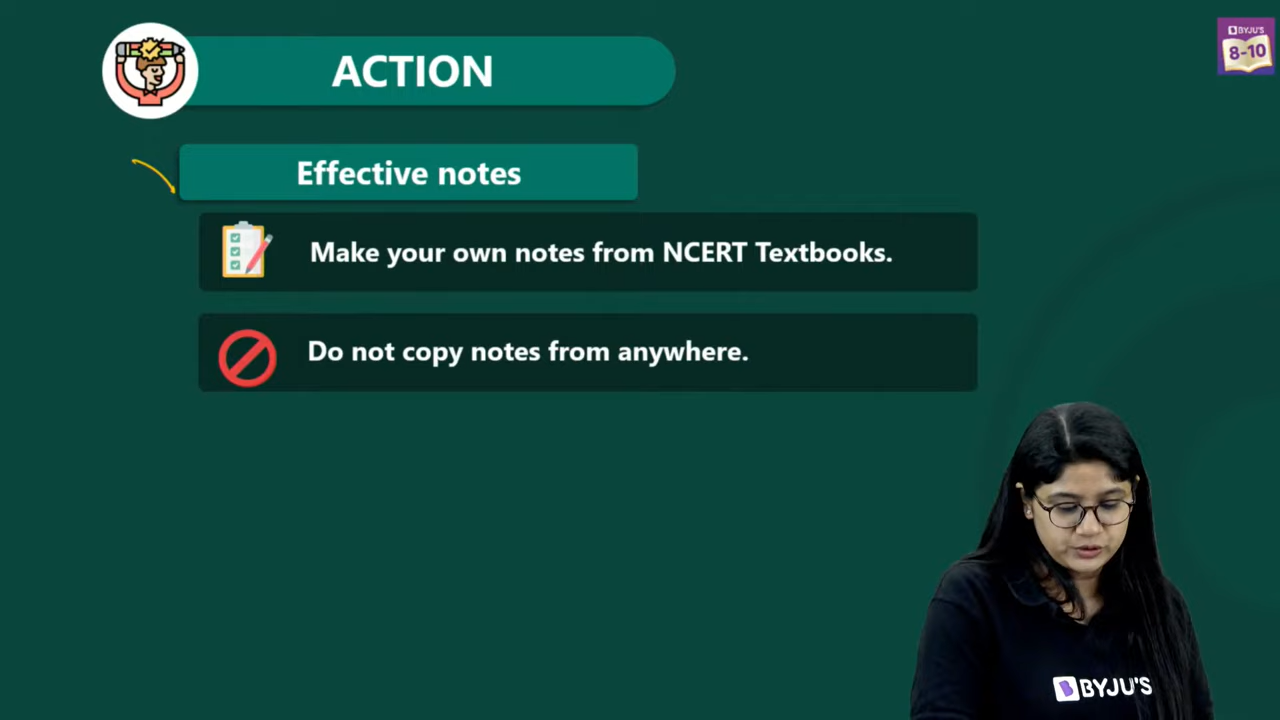 ACTION
BYJU'S
8-10
Effective notes
Make your own notes from NCERT Textbooks.
Do not copy notes from anywhere.
BYJU'S